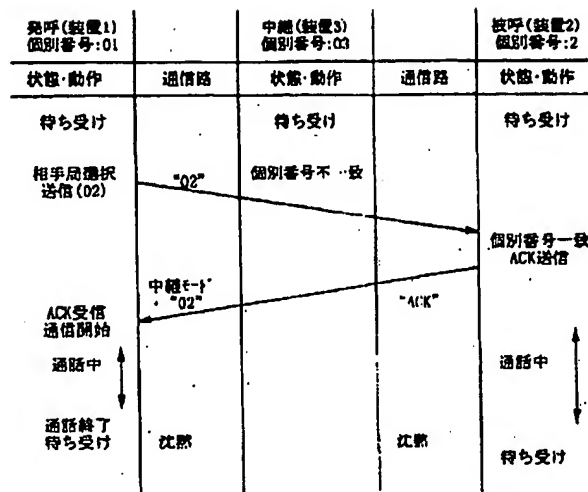 発呼(装置1)
個別番号:01
中継(装置3)
個別番号:03
被呼(装置2)
個別番号:2
状態・動作
通信路
状態・動作
通信路
状態・動作
待ち受け
待ち受け
待ち受け
相手局選択
送信(02)
"02"
個別番号不一致
個別番号一致
ACK送信
中継モード
"02"
"ACK"
ACK受信
通信開始
通話中
通話中
通話終了
待ち受け
沈黙
沈黙
待ち受け